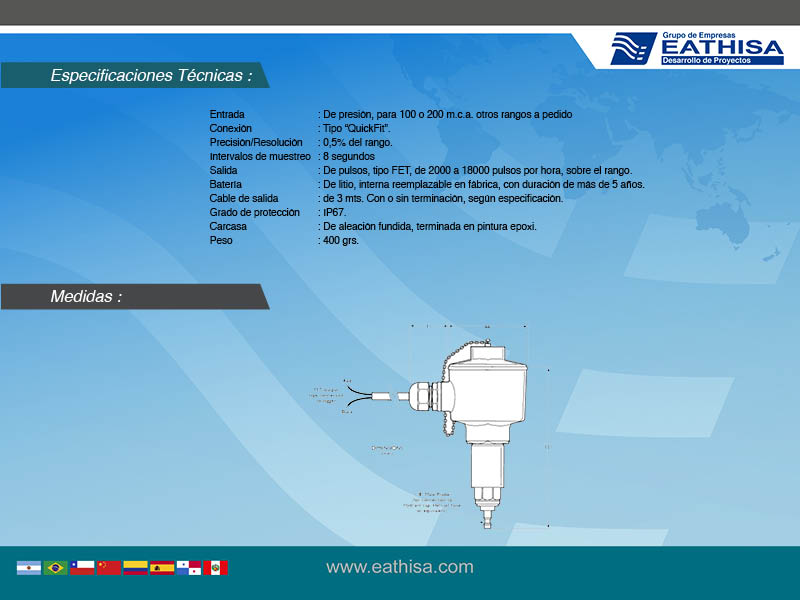 Grupo de Empresas
EATHISA
Desarrollo de Proyectos
Especificaciones Técnicas :
Entrada : De presión, para 100 o 200 m.c.a. otros rangos a pedido
Conexión : Tipo “QuickFit”.
Precisión/Resolución : 0,5% del rango.
Intervalos de muestreo : 8 segundos
Salida : De pulsos, tipo FET, de 2000 a 18000 pulsos por hora, sobre el rango.
Batería : De litio, interna reemplazable en fábrica, con duración de más de 5 años.
Cable de salida : de 3 mts. Con o sin terminación, según especificación.
Grado de protección : IP67.
Carcasa : De aleación fundida, terminada en pintura epoxi.
Peso : 400 grs.
Medidas :
www.eathisa.com